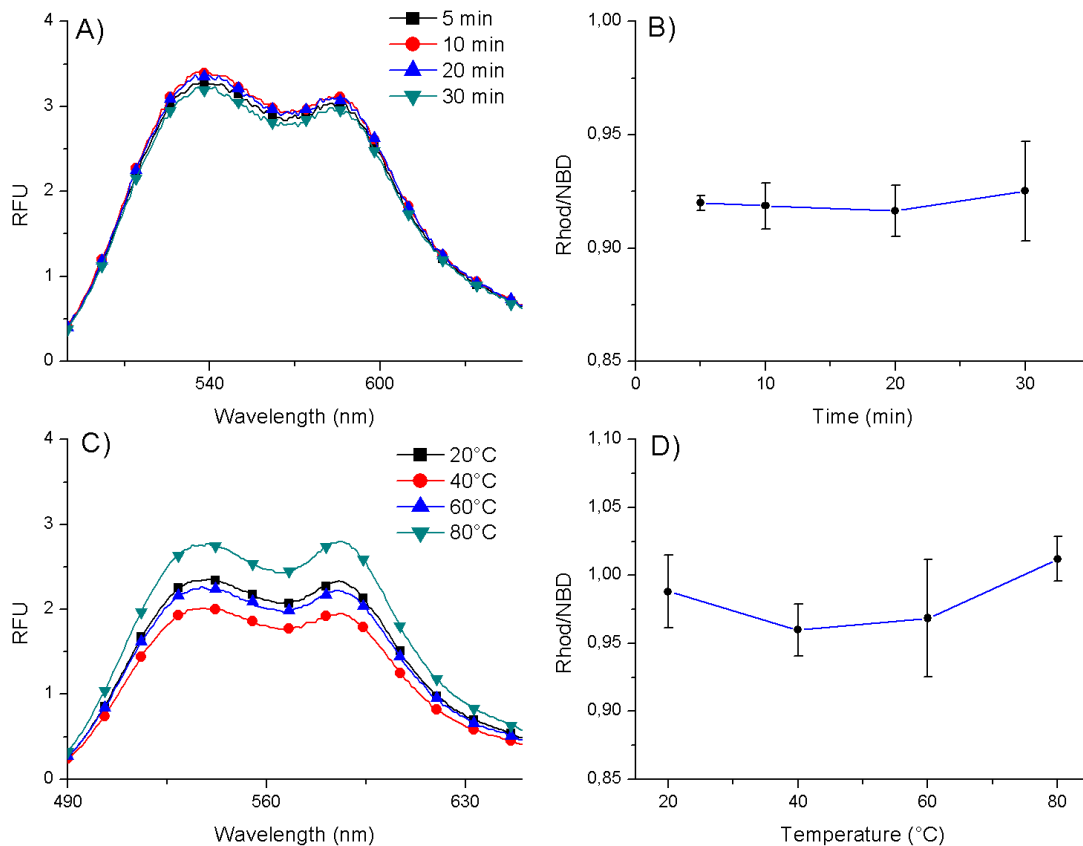 A)
5 min
10 min
20 min
30 min
4
3
2
1
0
RFU
540
600
Wavelength (nm)
B)
1,00
0,95
0,90
0,85
Rhod/NBD
0
10
20
30
Time (min)
C)
20°C
40°C
60°C
80°C
4
3
2
1
0
RFU
490
560
630
Wavelength (nm)
D)
1,10
1,05
1,00
0,95
0,90
0,85
Rhod/NBD
20
40
60
80
Temperature (°C)